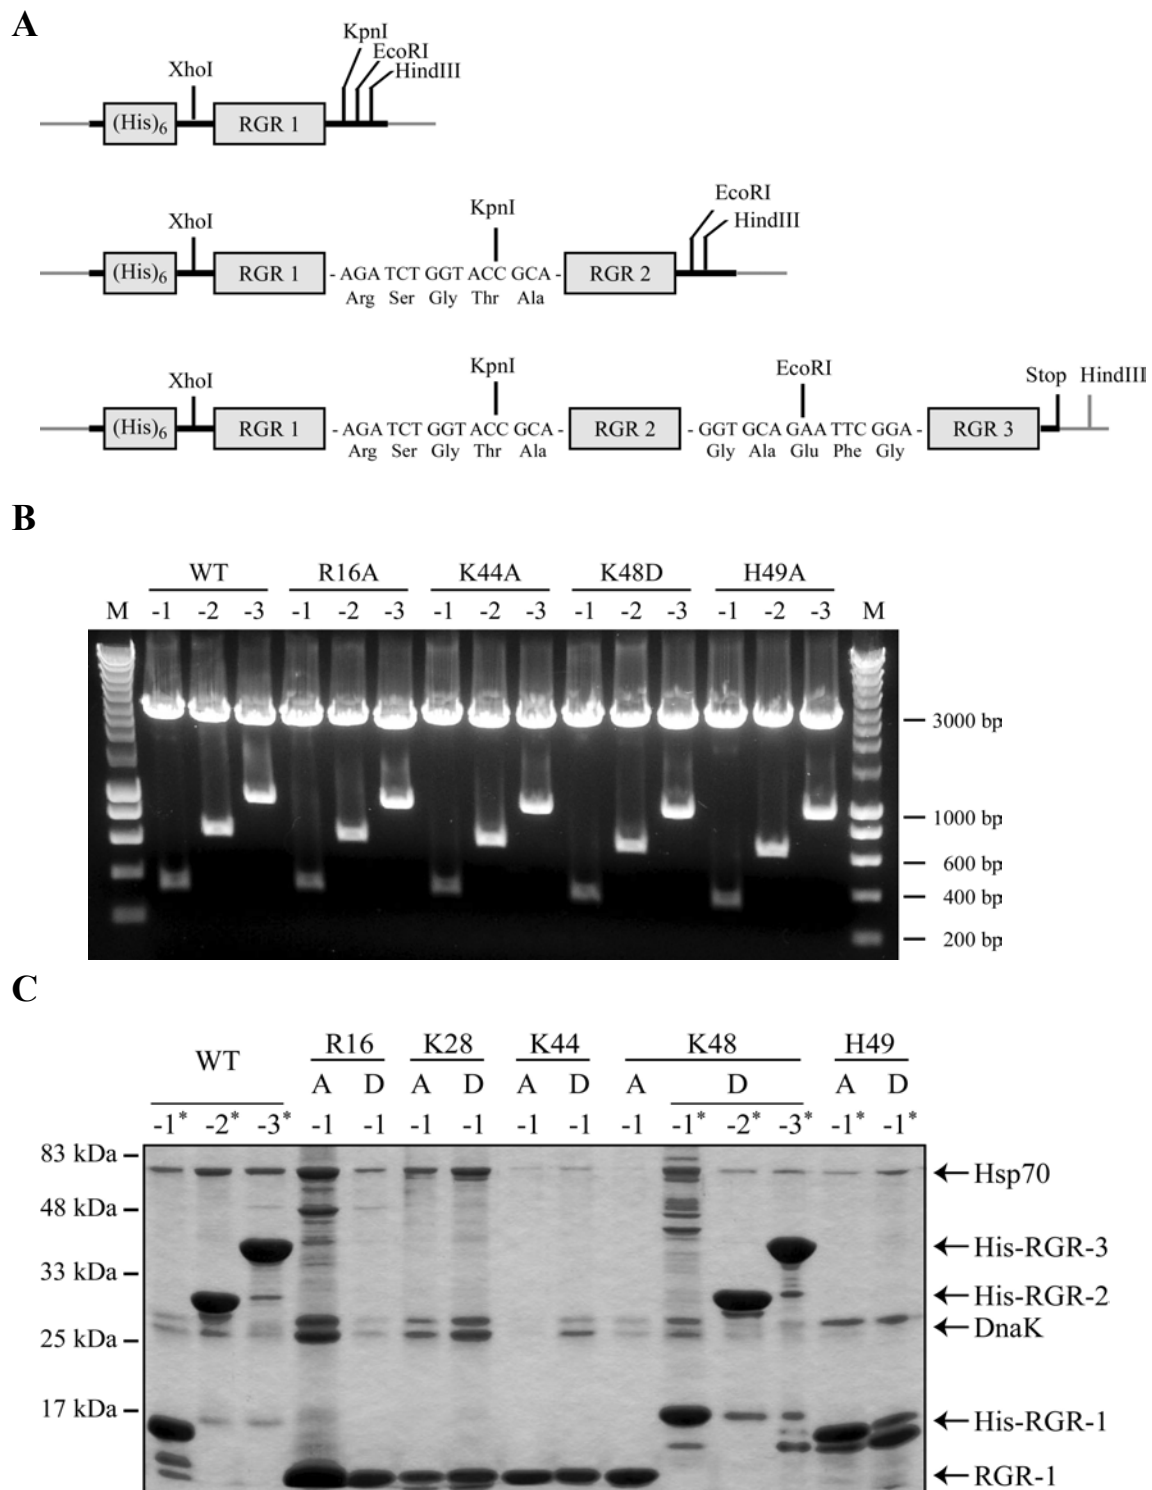 A
KpnI
EcoRI
XhoI
HindIII
(His)6
RGR 1
EcoRI
KpnI
HindIII
XhoI
(His)6
RGR 1
- AGA TCT GGT ACC GCA -
RGR 2
Arg Ser Gly Thr Ala
KpnI
EcoRI
XhoI
Stop HindIII
(His)6
RGR 1
- AGA TCT GGT ACC GCA -
RGR 2
- GGT GCA GAA TTC GGA -
RGR 3
Arg Ser Gly Thr Ala
Gly Ala Glu Phe Gly
B
WT R16A K44A K48D H49A
M -1 -2 -3 -1 -2 -3 -1 -2 -3 -1 -2 -3 -1 -2 -3 M
3000 bp
1000 bp
600 bp
400 bp
200 bp
C
WT R16 K28 K44 K48 H49
A D A D A D A D A D
-1* -2* -3* -1 -1 -1 -1 -1 -1 -1 -1* -2* -3* -1* -1*
83 kDa
Hsp70
48 kDa
His-RGR-3
33 kDa
His-RGR-2
DnaK
25 kDa
17 kDa
His-RGR-1
RGR-1